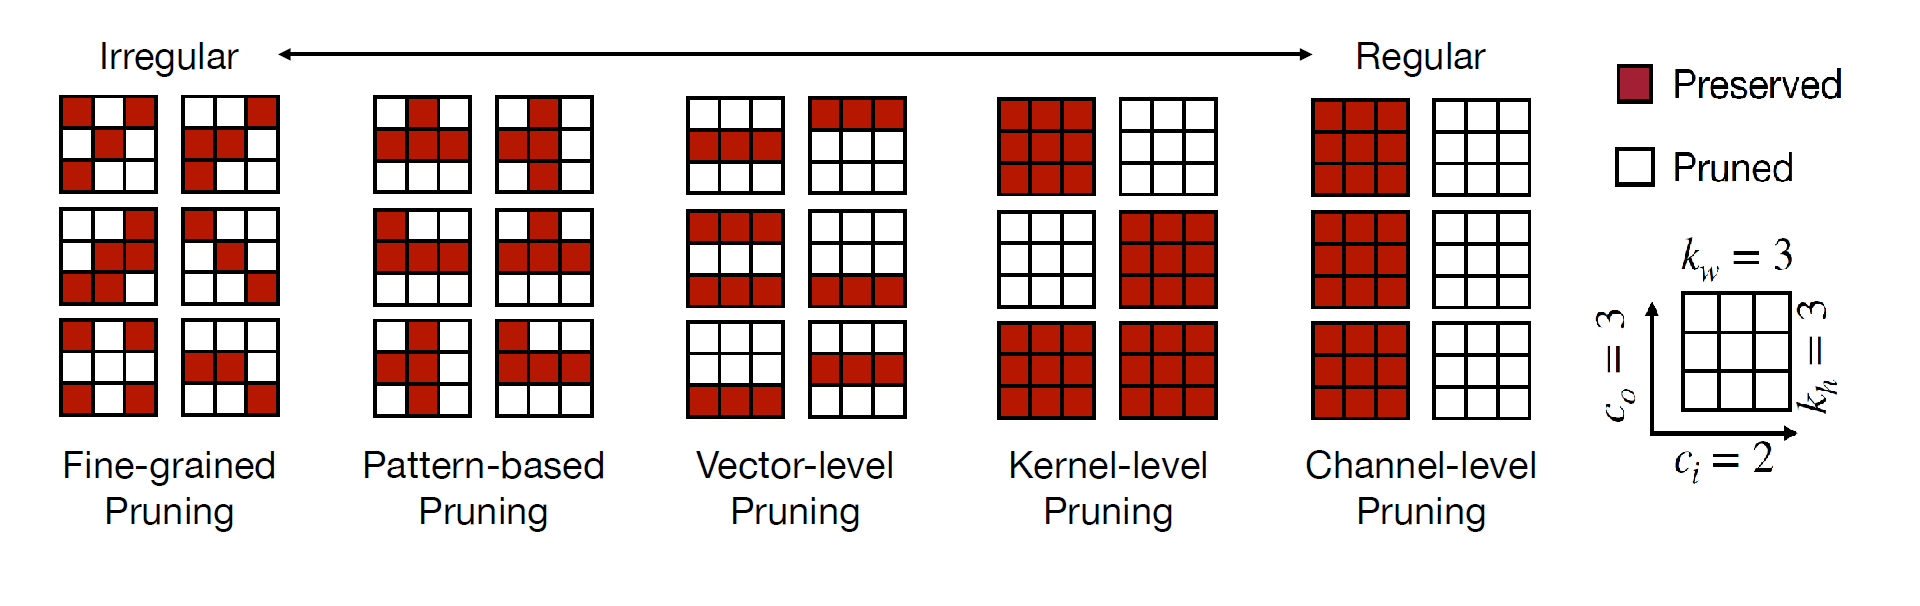 Irregular
Regular
Preserved
Pruned
k_w = 3
c_o = 3
k_h = 3
c_i = 2
Fine-grained
Pruning
Pattern-based
Pruning
Vector-level
Pruning
Kernel-level
Pruning
Channel-level
Pruning